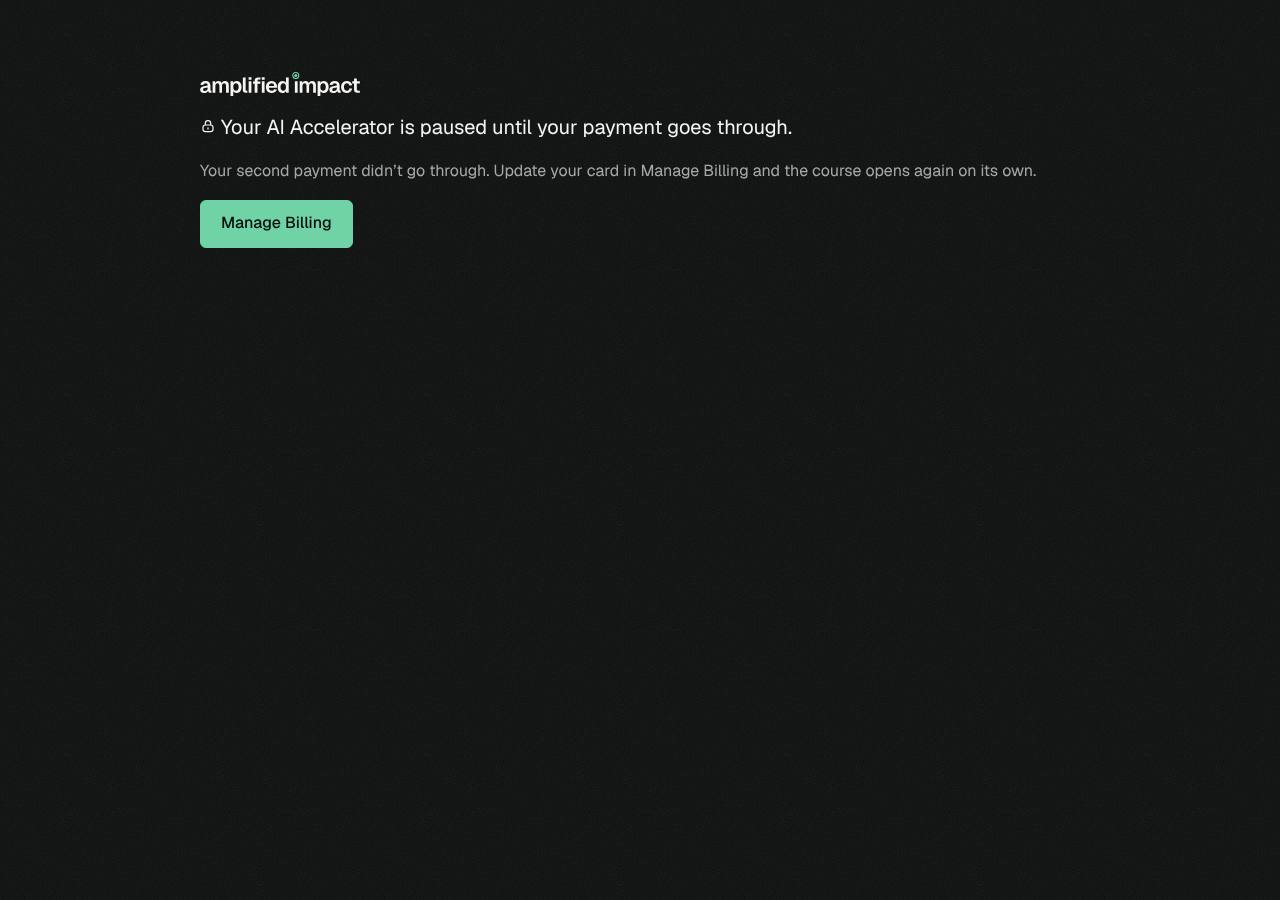 amplified impact
Your AI Accelerator is paused until your payment goes through.
Your second payment didn’t go through. Update your card in Manage Billing and the course opens again on its own.
Manage Billing